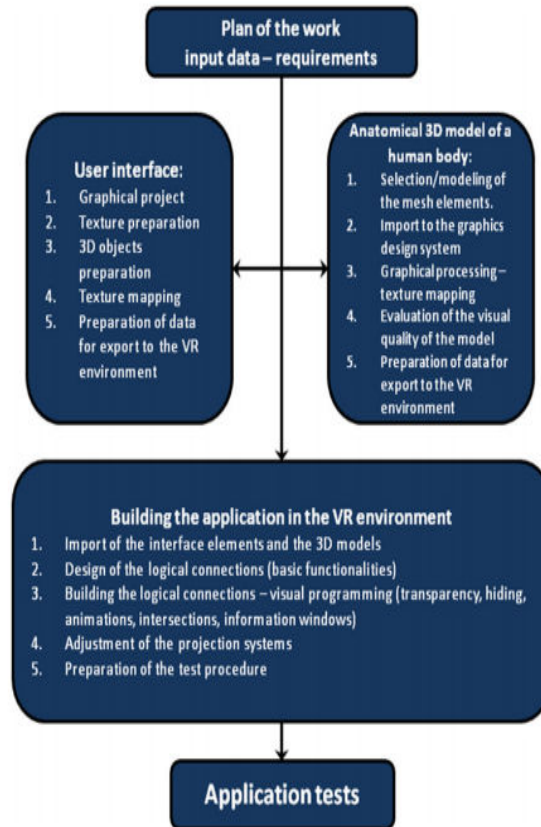 Plan of the work
input data – requirements
User interface:
1. Graphical project
2. Texture preparation
3. 3D objects
preparation
4. Texture mapping
5. Preparation of data
for export to the VR
environment
Anatomical 3D model of a
human body:
1. Selection/modeling of
the mesh elements.
2. Import to the graphics
design system
3. Graphical processing –
texture mapping
4. Evaluation of the visual
quality of the model
5. Preparation of data for
export to the VR
environment
Building the application in the VR environment
1. Import of the interface elements and the 3D models
2. Design of the logical connections (basic functionalities)
3. Building the logical connections – visual programming (transparency, hiding,
animations, intersections, information windows)
4. Adjustment of the projection systems
5. Preparation of the test procedure
Application tests